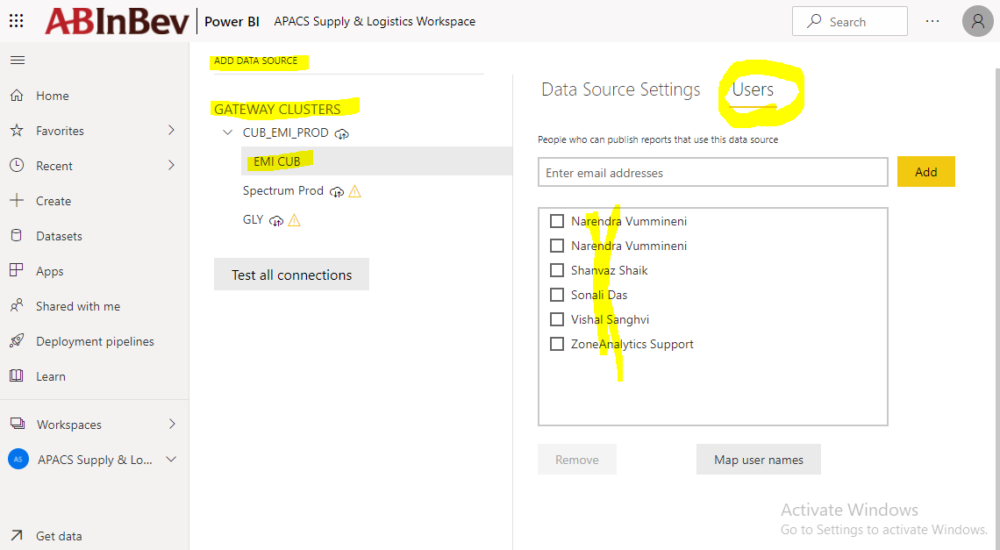 ABInBev Power BI APACS Supply & Logistics Workspace Search
Home
Favorites
Recent
Create
Datasets
Apps
Shared with me
Deployment pipelines
Learn
Workspaces
AS APACS Supply & Lo...
Get data
ADD DATA SOURCE
GATEWAY CLUSTERS
CUB_EMI_PROD
EMI CUB
Spectrum Prod
GLY
Test all connections
Data Source Settings Users
People who can publish reports that use this data source
Enter email addresses Add
Narendra Vummineni
Narendra Vummineni
Shanvaz Shaik
Sonali Das
Vishal Sanghvi
ZoneAnalytics Support
Remove Map user names
Activate Windows
Go to Settings to activate Windows.